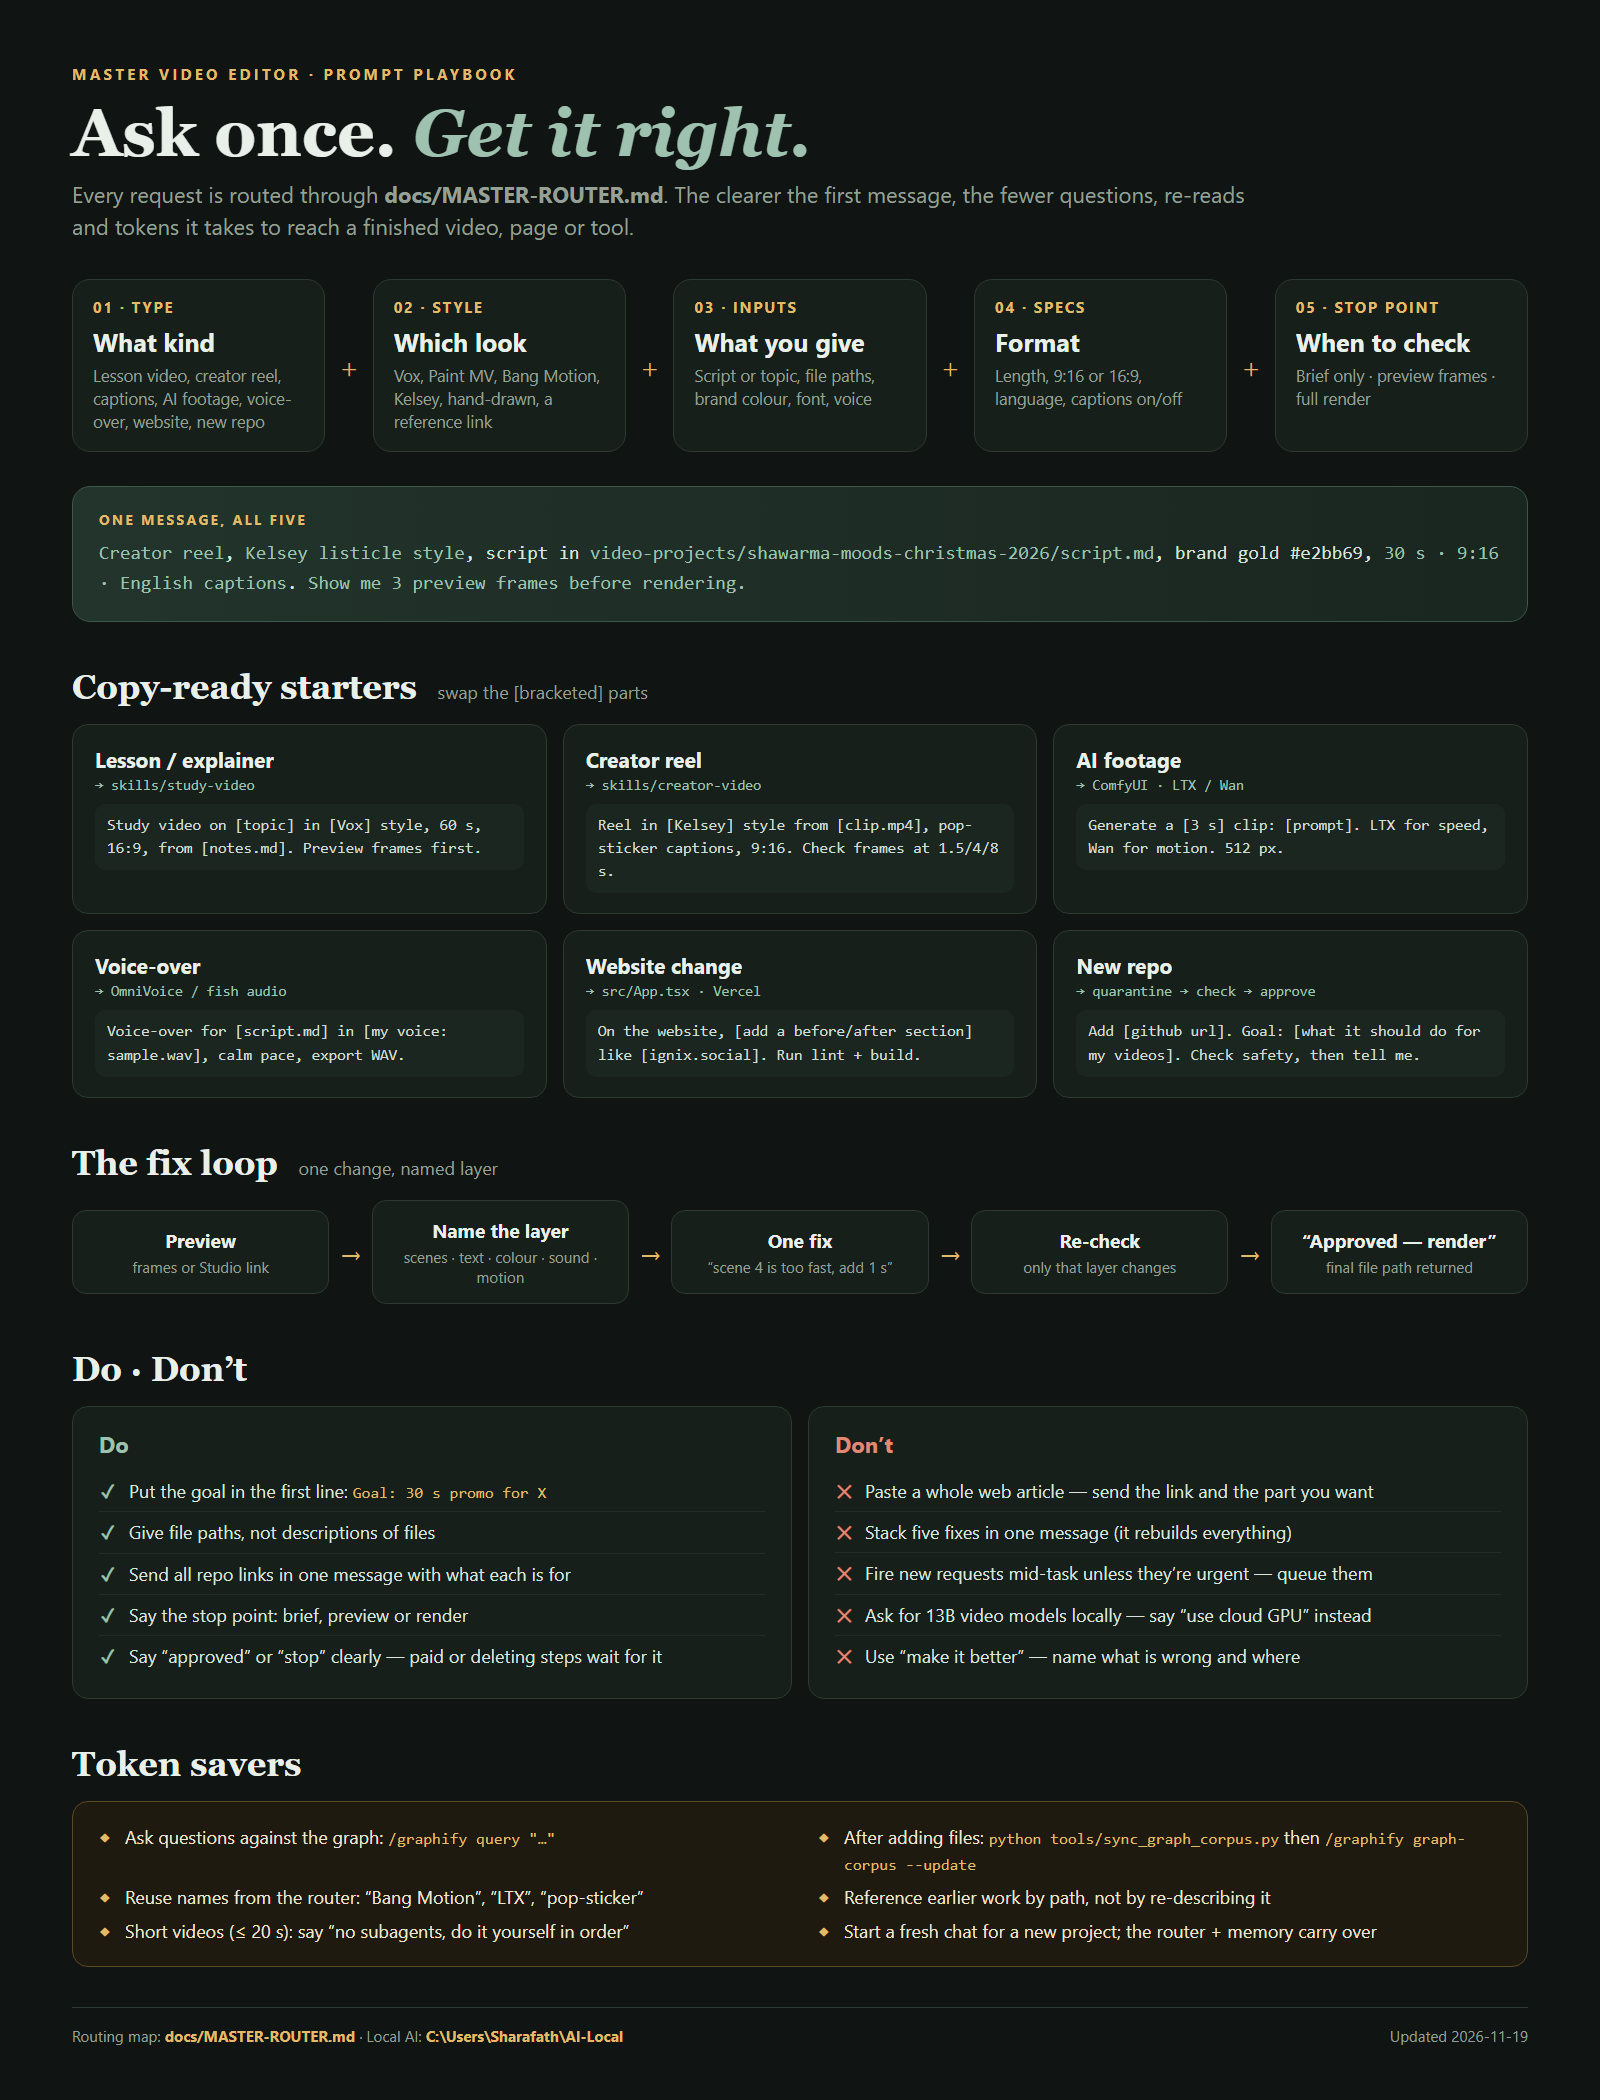 MASTER VIDEO EDITOR · PROMPT PLAYBOOK
Ask once. Get it right.
Every request is routed through docs/MASTER-ROUTER.md. The clearer the first message, the fewer questions, re-reads
and tokens it takes to reach a finished video, page or tool.
01 · TYPE
What kind
Lesson video, creator reel,
captions, AI footage, voice-
over, website, new repo
+
02 · STYLE
Which look
Vox, Paint MV, Bang Motion,
Kelsey, hand-drawn, a
reference link
+
03 · INPUTS
What you give
Script or topic, file paths,
brand colour, font, voice
+
04 · SPECS
Format
Length, 9:16 or 16:9,
language, captions on/off
+
05 · STOP POINT
When to check
Brief only · preview frames ·
full render
ONE MESSAGE, ALL FIVE
Creator reel, Kelsey listicle style, script in video-projects/shawarma-moods-christmas-2026/script.md, brand gold #e2bb69, 30 s · 9:16
· English captions. Show me 3 preview frames before rendering.
Copy-ready starters swap the [bracketed] parts
Lesson / explainer
→ skills/study-video
Study video on [topic] in [Vox] style, 60 s,
16:9, from [notes.md]. Preview frames first.
Creator reel
→ skills/creator-video
Reel in [Kelsey] style from [clip.mp4], pop-
sticker captions, 9:16. Check frames at 1.5/4/8
s.
AI footage
→ ComfyUI · LTX / Wan
Generate a [3 s] clip: [prompt]. LTX for speed,
Wan for motion. 512 px.
Voice-over
→ OmniVoice / fish audio
Voice-over for [script.md] in [my voice:
sample.wav], calm pace, export WAV.
Website change
→ src/App.tsx · Vercel
On the website, [add a before/after section]
like [ignix.social]. Run lint + build.
New repo
→ quarantine → check → approve
Add [github url]. Goal: [what it should do for
my videos]. Check safety, then tell me.
The fix loop one change, named layer
Preview
frames or Studio link
→
Name the layer
scenes · text · colour · sound ·
motion
→
One fix
“scene 4 is too fast, add 1 s”
→
Re-check
only that layer changes
→
“Approved — render”
final file path returned
Do · Don’t
Do
✓ Put the goal in the first line: Goal: 30 s promo for X
✓ Give file paths, not descriptions of files
✓ Send all repo links in one message with what each is for
✓ Say the stop point: brief, preview or render
✓ Say “approved” or “stop” clearly — paid or deleting steps wait for it
Don’t
✕ Paste a whole web article — send the link and the part you want
✕ Stack five fixes in one message (it rebuilds everything)
✕ Fire new requests mid-task unless they’re urgent — queue them
✕ Ask for 13B video models locally — say “use cloud GPU” instead
✕ Use “make it better” — name what is wrong and where
Token savers
◆ Ask questions against the graph: /graphify query "…"
◆ After adding files: python tools/sync_graph_corpus.py then /graphify graph-
corpus --update
◆ Reuse names from the router: “Bang Motion”, “LTX”, “pop-sticker”
◆ Reference earlier work by path, not by re-describing it
◆ Short videos (≤ 20 s): say “no subagents, do it yourself in order”
◆ Start a fresh chat for a new project; the router + memory carry over
Routing map: docs/MASTER-ROUTER.md · Local AI: C:\Users\Sharafath\AI-Local
Updated 2026-11-19